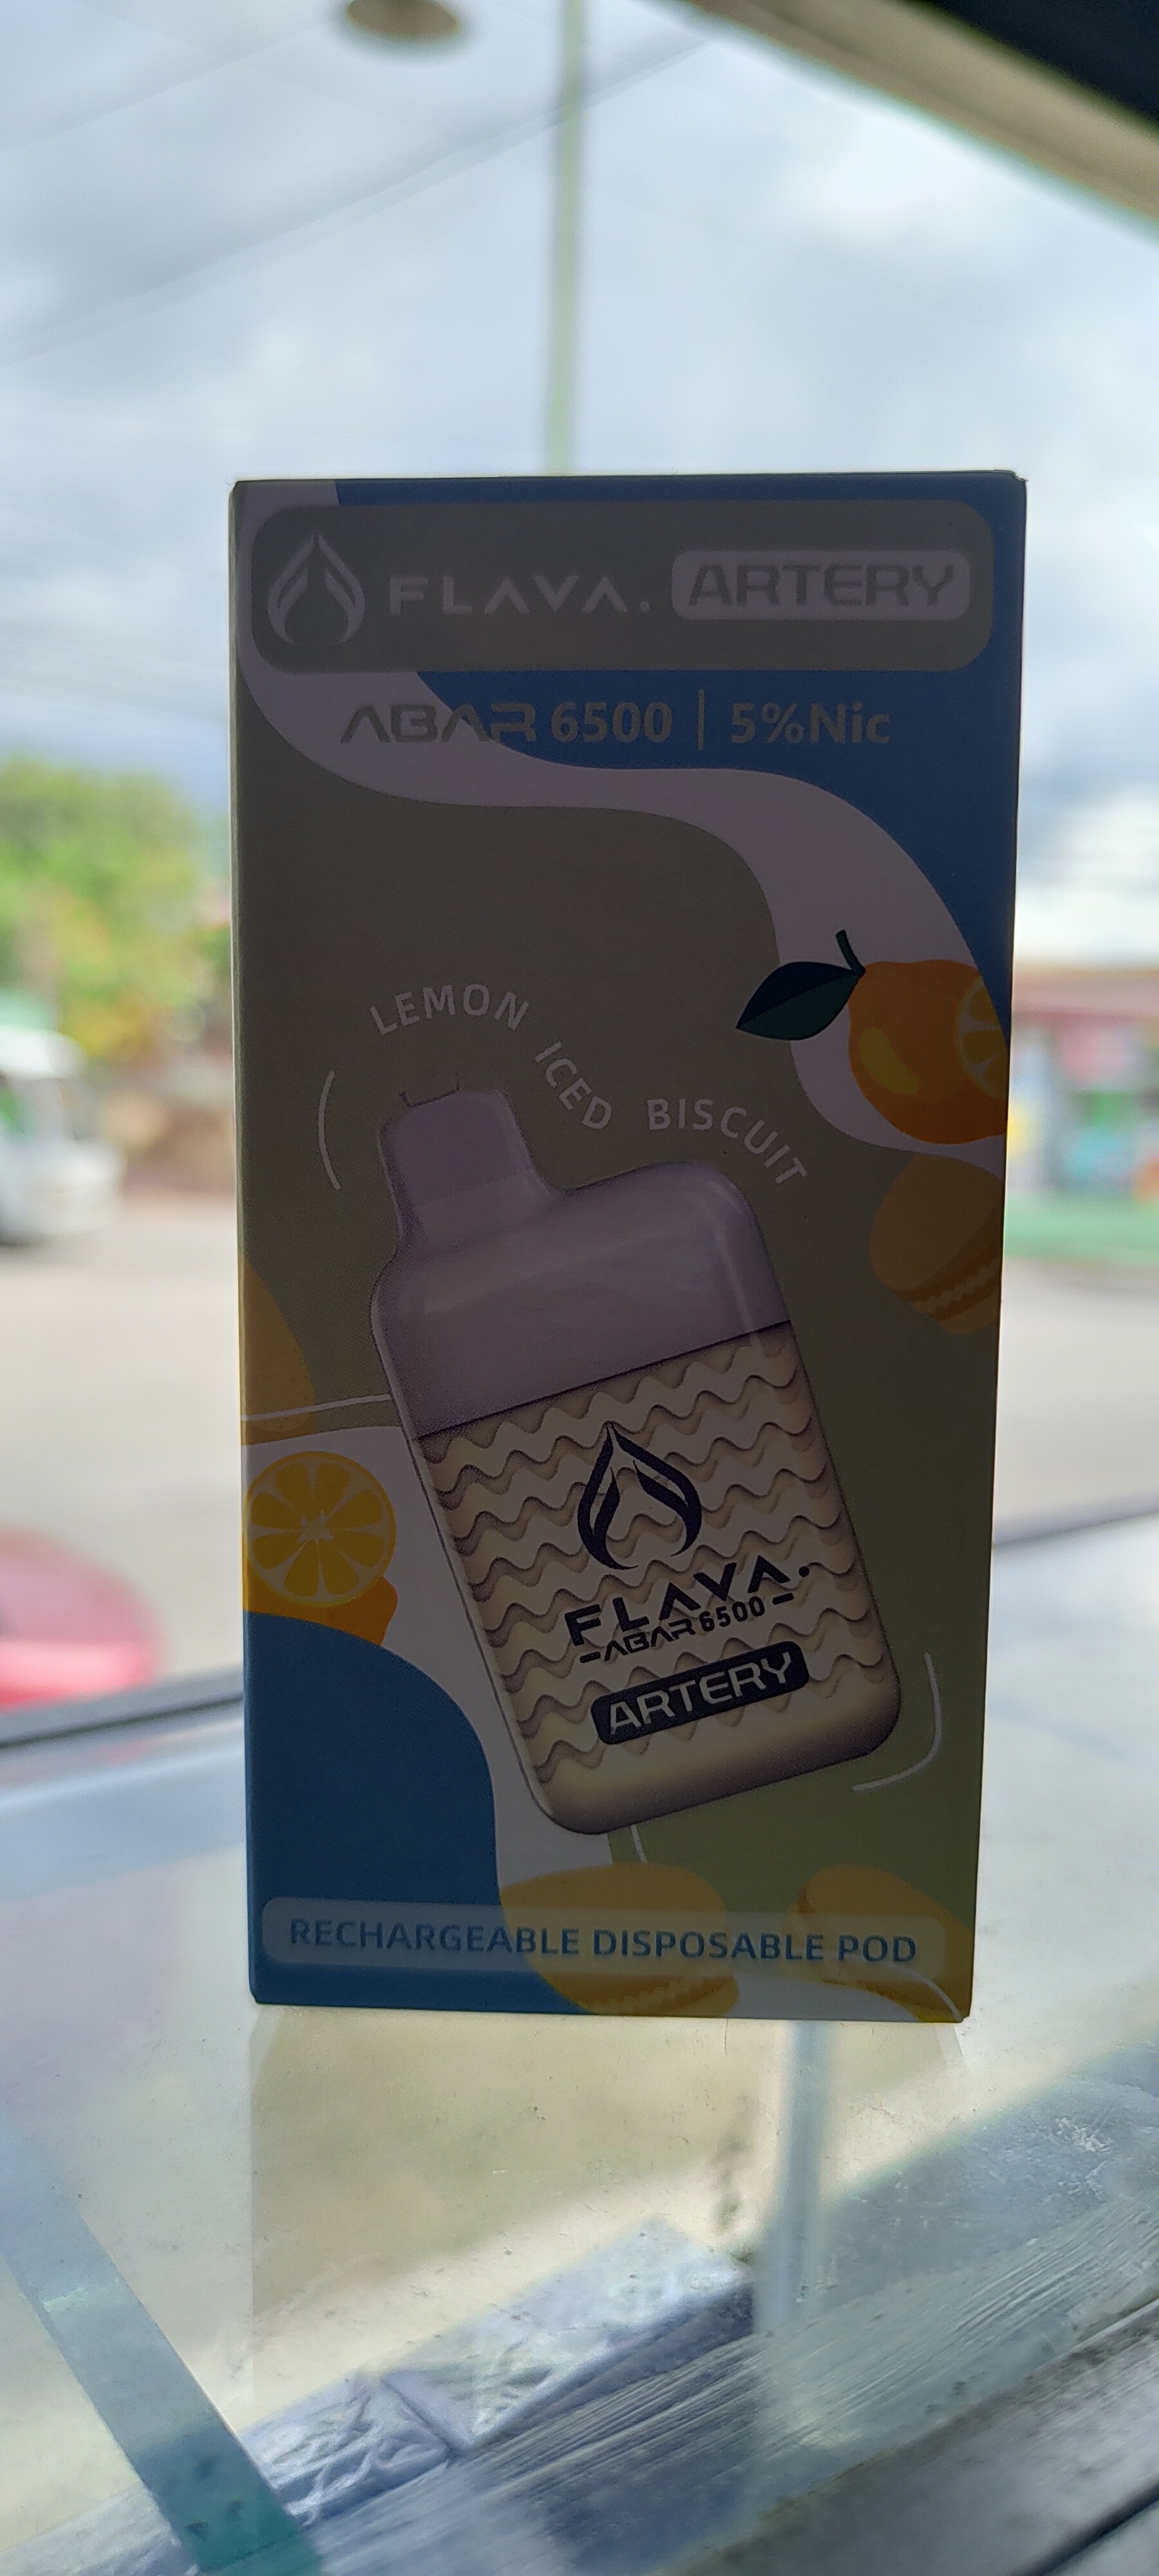 FLAVA. ARTERY
ABAR 6500 | 5%Nic
LEMON ICED BISCUIT
FLAVA.
-ABAR 6500-
ARTERY
RECHARGEABLE DISPOSABLE POD